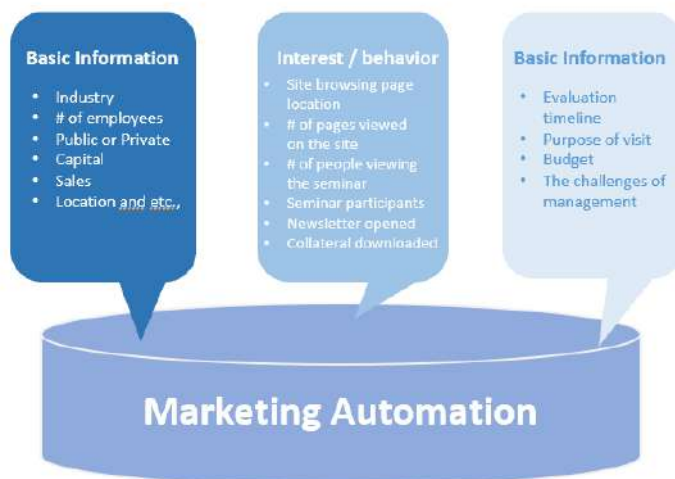 Basic Information
• Industry
• # of employees
• Public or Private
• Capital
• Sales
• Location and etc.,
Interest / behavior
• Site browsing page
location
• # of pages viewed
on the site
• # of people viewing
the seminar
• Seminar participants
• Newsletter opened
• Collateral downloaded
Basic Information
• Evaluation
timeline
• Purpose of visit
• Budget
• The challenges of
management
Marketing Automation